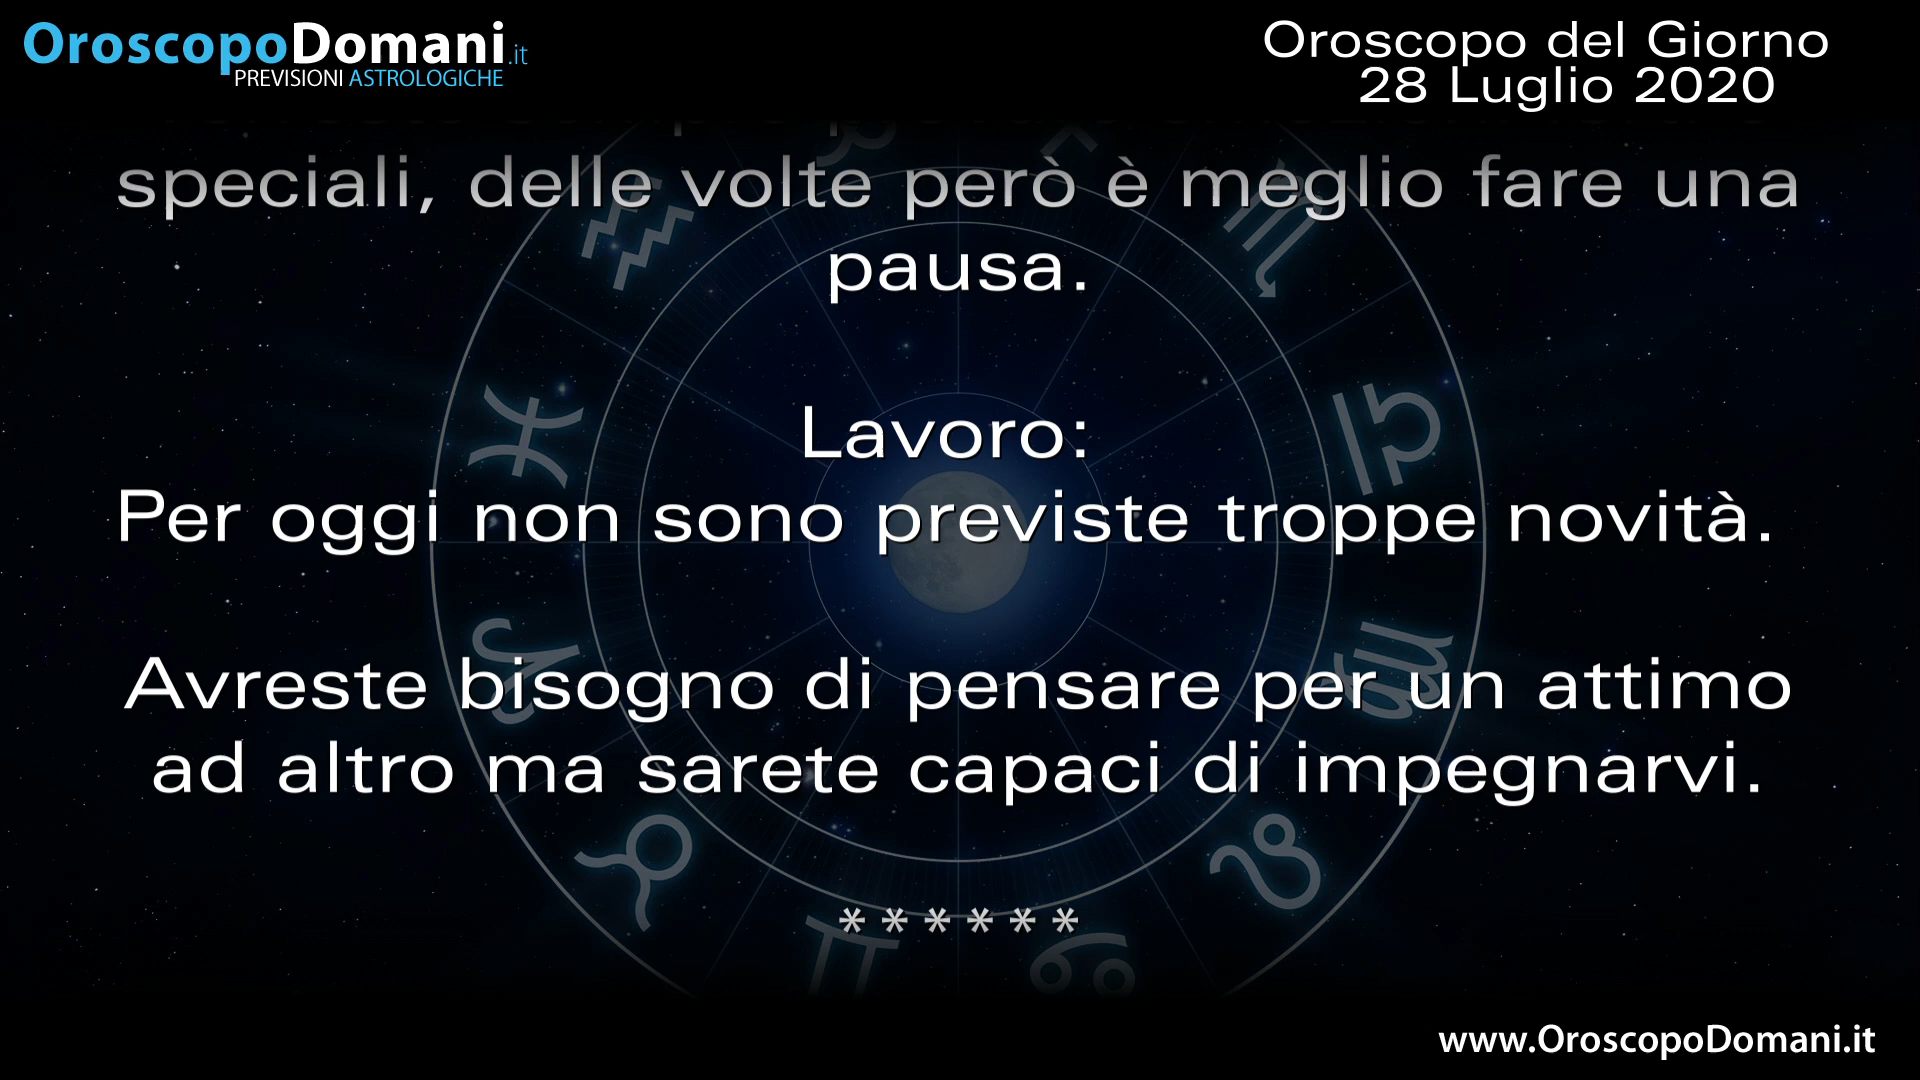 OroscopoDomani.it
PREVISIONI ASTROLOGICHE
Oroscopo del Giorno
28 Luglio 2020
speciali, delle volte però è meglio fare una
pausa.
Lavoro:
Per oggi non sono previste troppe novità.
Avreste bisogno di pensare per un attimo
ad altro ma sarete capaci di impegnarvi.
******
www.OroscopoDomani.it